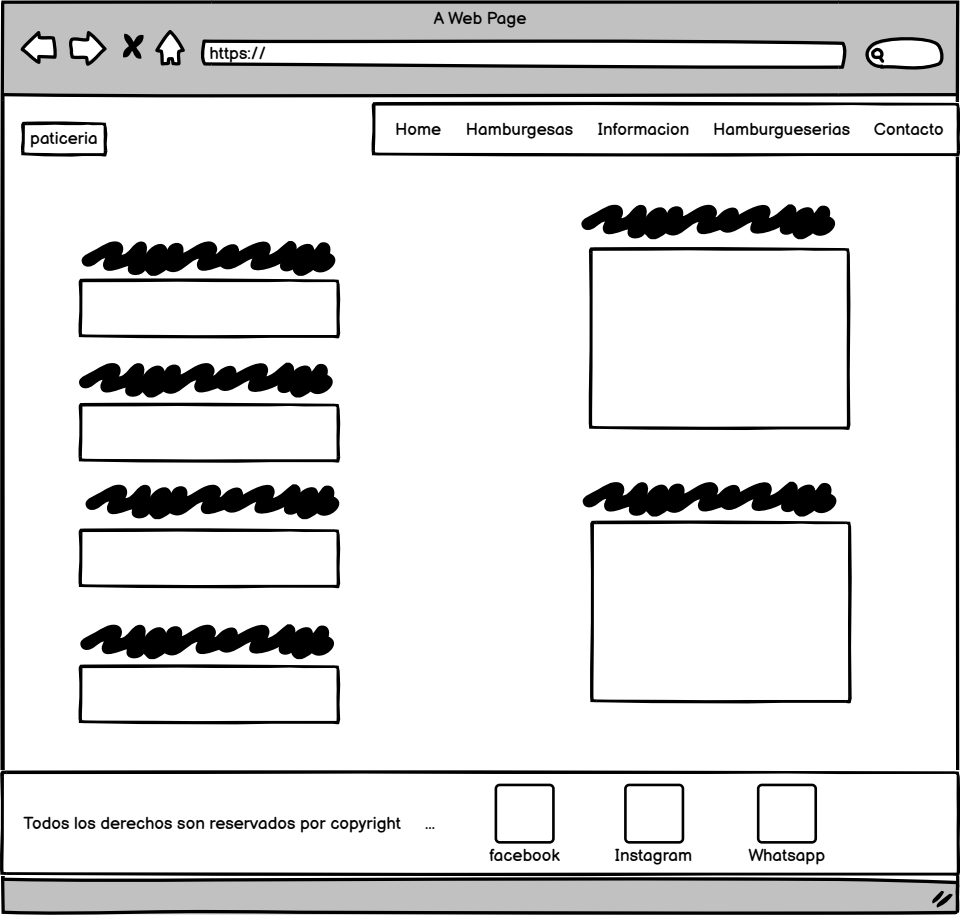 A Web Page
https://
paticeria
Home Hamburgesas Informacion Hamburgueserias Contacto
Todos los derechos son reservados por copyright ...
facebook Instagram Whatsapp